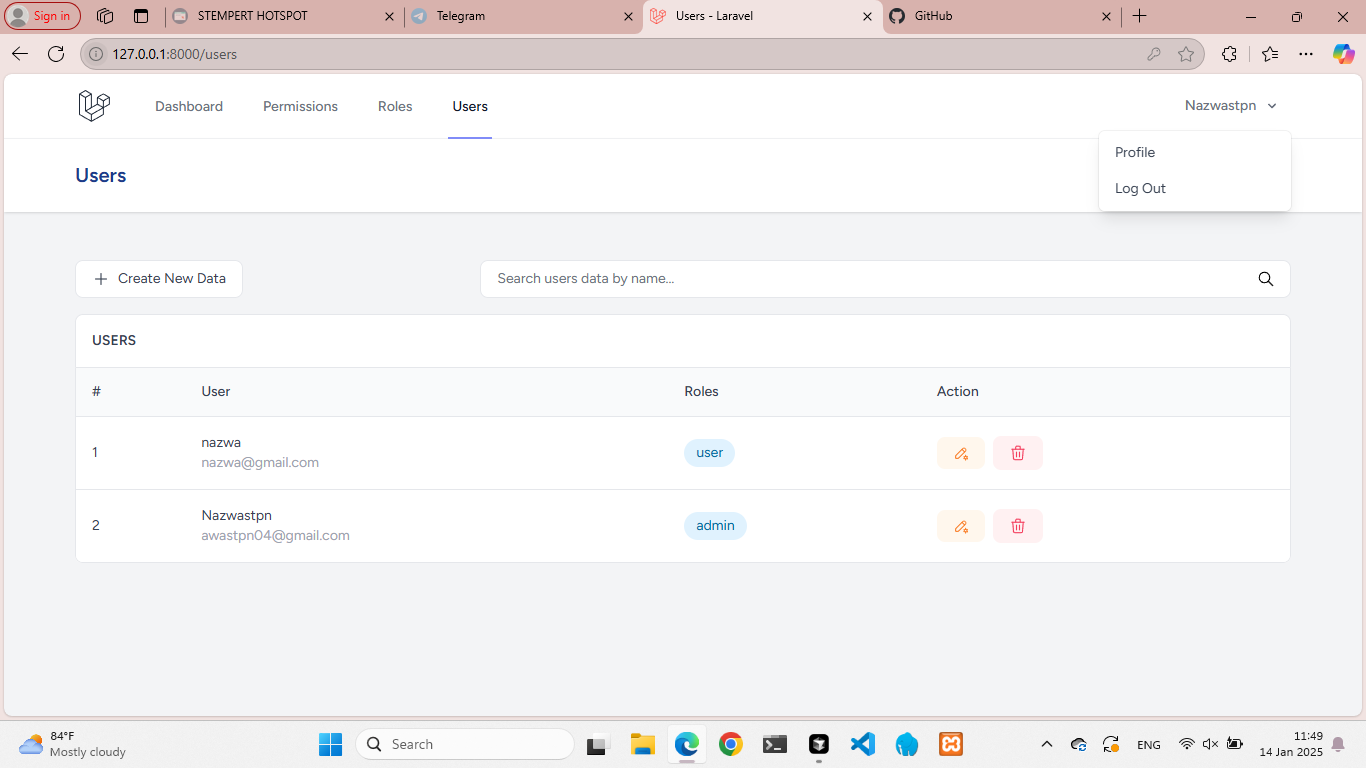 Sign in
STEMPERT HOTSPOT
Telegram
Users - Laravel
GitHub
127.0.0.1:8000/users
Dashboard
Permissions
Roles
Users
Nazwastpn
Profile
Log Out
Users
Create New Data
Search users data by name...
USERS
# User Roles Action
1 nazwa user
nazwa@gmail.com
2 Nazwastpn admin
awastpn04@gmail.com
84°F
Mostly cloudy
Search
ENG
11:49
14 Jan 2025